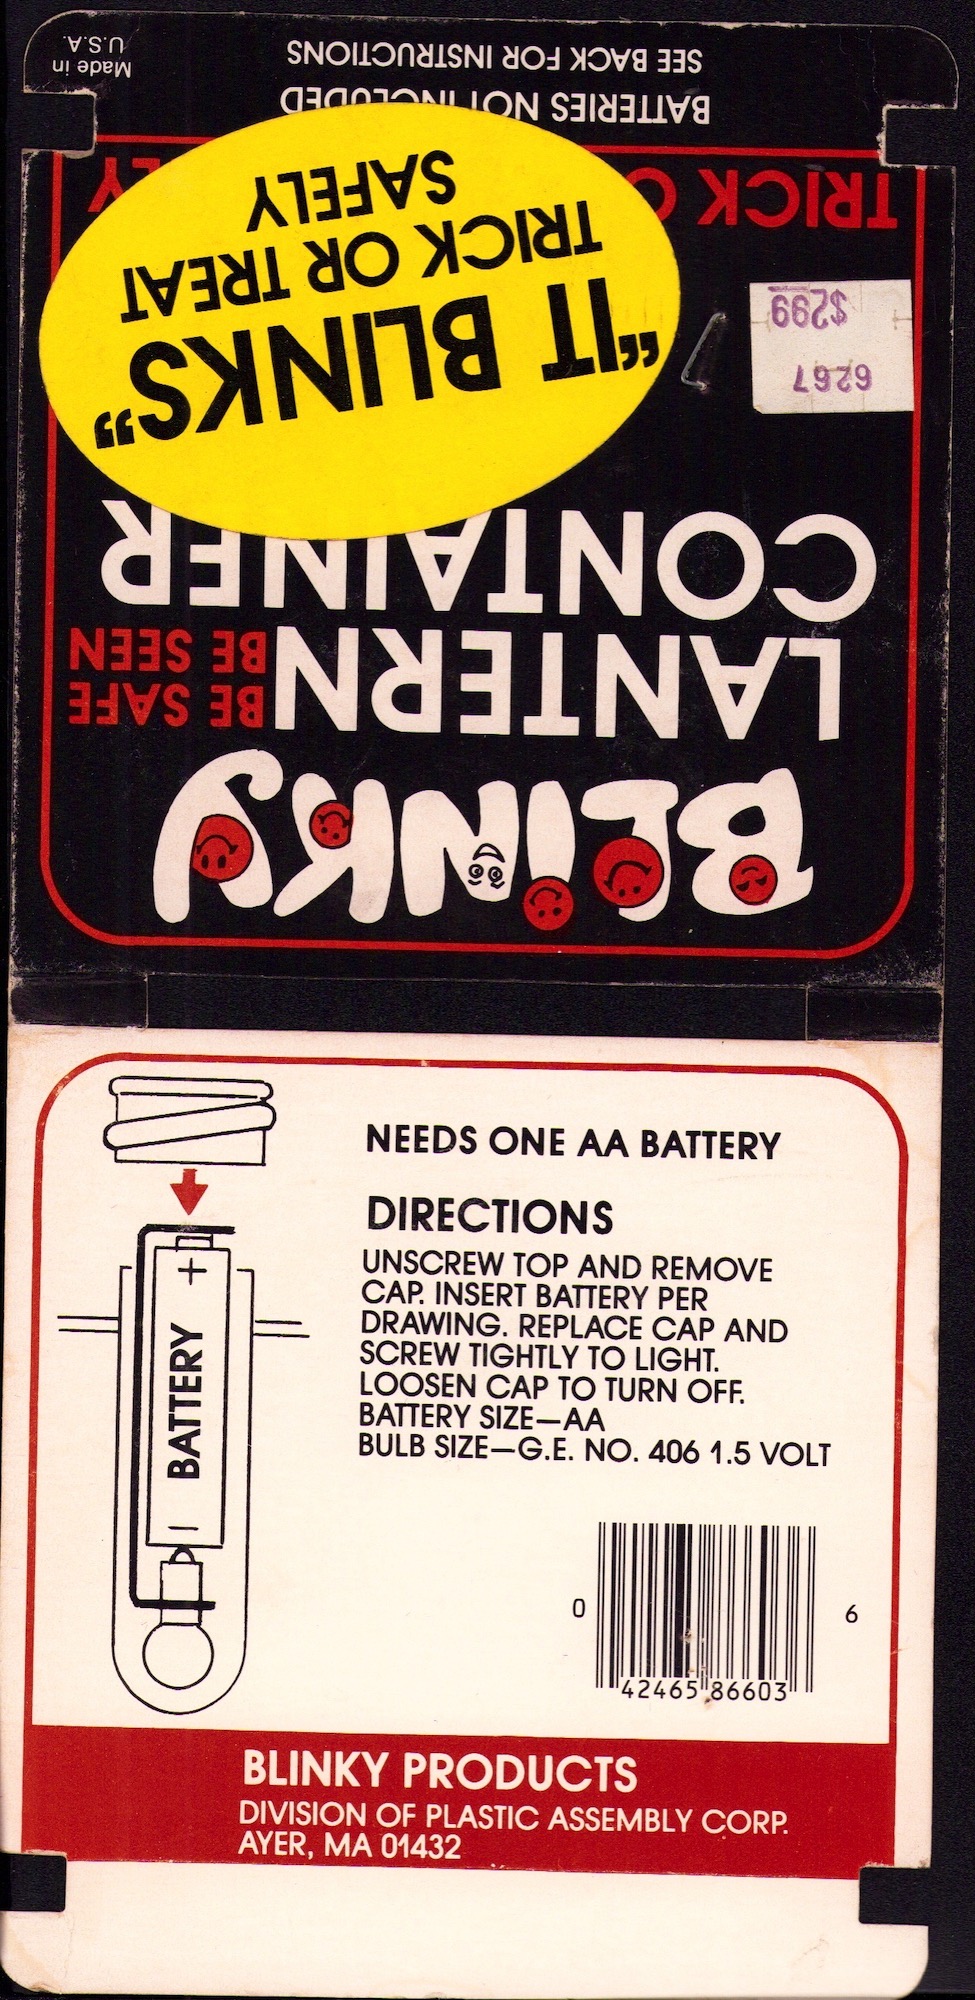 BLINKY
LANTERN
BE SAFE
BE SEEN
CONTAINER
"IT BLINKS"
TRICK OR TREAT
SAFELY
6267
$299
TRICK
BATTERIES NOT INCLUDED
SEE BACK FOR INSTRUCTIONS
Made in
U.S.A.
NEEDS ONE AA BATTERY
DIRECTIONS
UNSCREW TOP AND REMOVE
CAP. INSERT BATTERY PER
DRAWING. REPLACE CAP AND
SCREW TIGHTLY TO LIGHT.
LOOSEN CAP TO TURN OFF.
BATTERY SIZE—AA
BULB SIZE—G.E. NO. 406 1.5 VOLT
+
BATTERY
–
0 42465 86603 6
BLINKY PRODUCTS
DIVISION OF PLASTIC ASSEMBLY CORP.
AYER, MA 01432